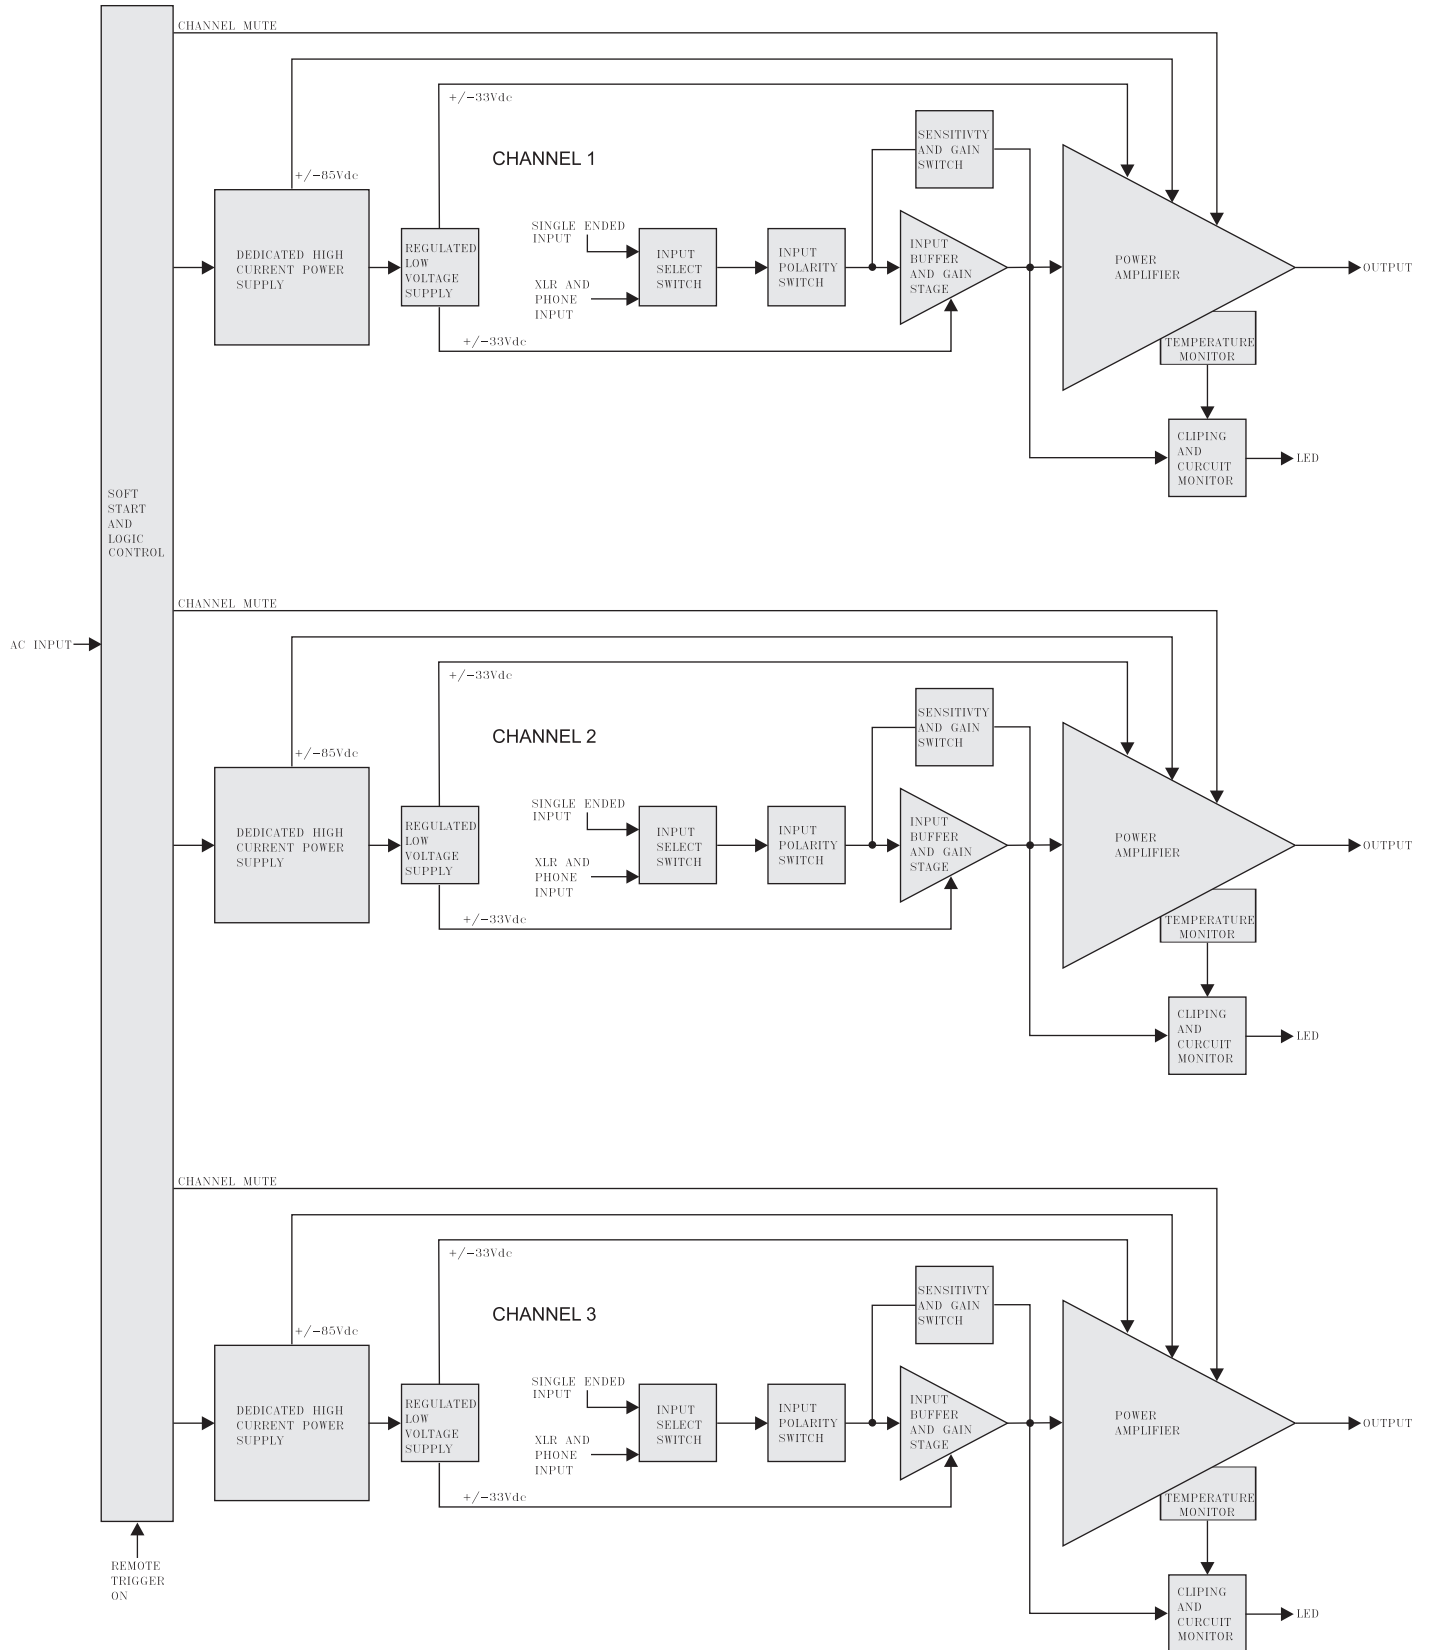 CHANNEL MUTE
+/−33Vdc
CHANNEL 1
SENSITIVTY
AND GAIN
SWITCH
+/−85Vdc
DEDICATED HIGH
CURRENT POWER
SUPPLY
REGULATED
LOW
VOLTAGE
SUPPLY
SINGLE ENDED
INPUT
XLR AND
PHONE
INPUT
INPUT
SELECT
SWITCH
INPUT
POLARITY
SWITCH
INPUT
BUFFER
AND GAIN
STAGE
POWER
AMPLIFIER
OUTPUT
+/−33Vdc
TEMPERATURE
MONITOR
CLIPING
AND
CURCUIT
MONITOR
LED
SOFT
START
AND
LOGIC
CONTROL
AC INPUT
CHANNEL MUTE
+/−33Vdc
CHANNEL 2
SENSITIVTY
AND GAIN
SWITCH
+/−85Vdc
DEDICATED HIGH
CURRENT POWER
SUPPLY
REGULATED
LOW
VOLTAGE
SUPPLY
SINGLE ENDED
INPUT
XLR AND
PHONE
INPUT
INPUT
SELECT
SWITCH
INPUT
POLARITY
SWITCH
INPUT
BUFFER
AND GAIN
STAGE
POWER
AMPLIFIER
OUTPUT
+/−33Vdc
TEMPERATURE
MONITOR
CLIPING
AND
CURCUIT
MONITOR
LED
CHANNEL MUTE
+/−33Vdc
CHANNEL 3
SENSITIVTY
AND GAIN
SWITCH
+/−85Vdc
DEDICATED HIGH
CURRENT POWER
SUPPLY
REGULATED
LOW
VOLTAGE
SUPPLY
SINGLE ENDED
INPUT
XLR AND
PHONE
INPUT
INPUT
SELECT
SWITCH
INPUT
POLARITY
SWITCH
INPUT
BUFFER
AND GAIN
STAGE
POWER
AMPLIFIER
OUTPUT
+/−33Vdc
TEMPERATURE
MONITOR
CLIPING
AND
CURCUIT
MONITOR
LED
REMOTE
TRIGGER
ON